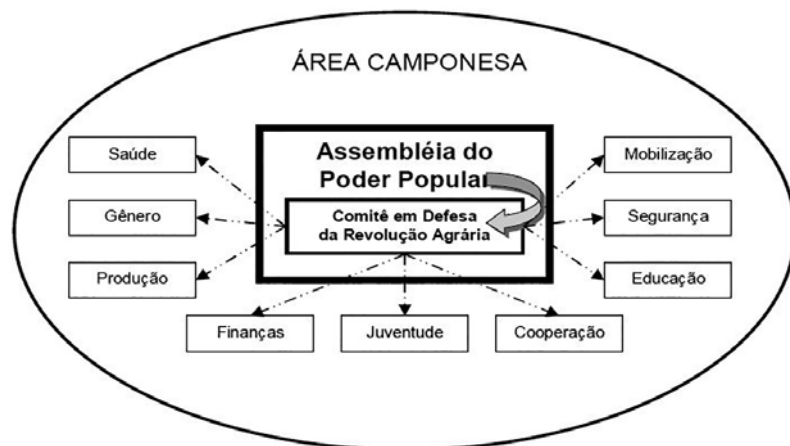 ÁREA CAMPONESA
Assembléia do
Poder Popular
Comitê em Defesa
da Revolução Agrária
Saúde
Gênero
Produção
Mobilização
Segurança
Educação
Finanças
Juventude
Cooperação